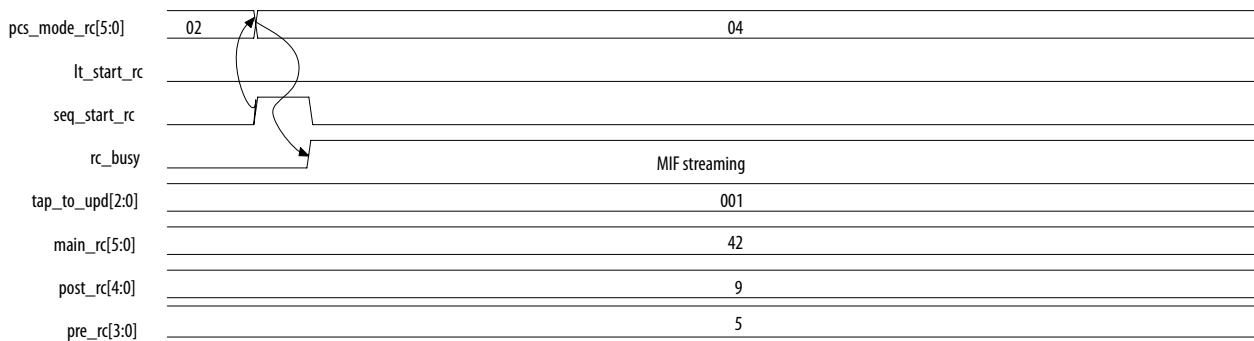 pcs_mode_rc[5:0] 02 04
lt_start_rc
seq_start_rc
rc_busy MIF streaming
tap_to_upd[2:0] 001
main_rc[5:0] 42
post_rc[4:0] 9
pre_rc[3:0] 5